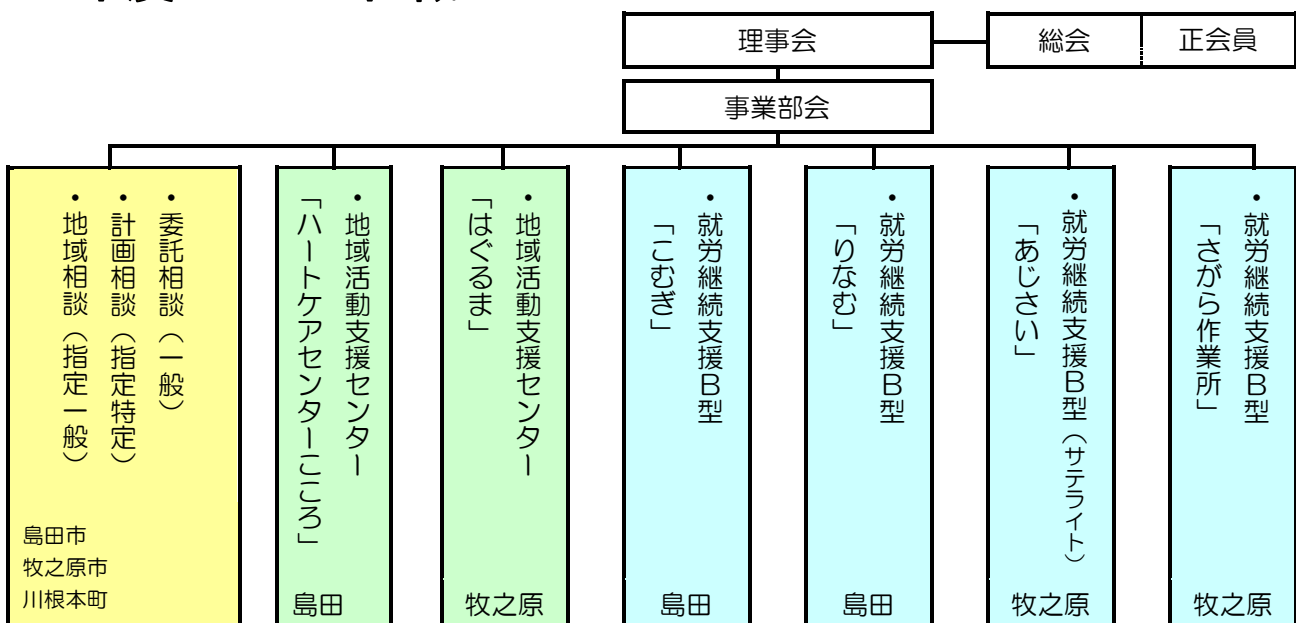 理事会
総会
正会員
事業部会
・委託相談（一般）
・計画相談（指定特定）
・地域相談（指定一般）
島田市
牧之原市
川根本町
・地域活動支援センター
「ハートケアセンターこころ」
島田
・地域活動支援センター
「はぐるま」
牧之原
・就労継続支援B型
「こむぎ」
島田
・就労継続支援B型
「りなむ」
島田
・就労継続支援B型（サテライト）
「あじさい」
牧之原
・就労継続支援B型
「さがら作業所」
牧之原